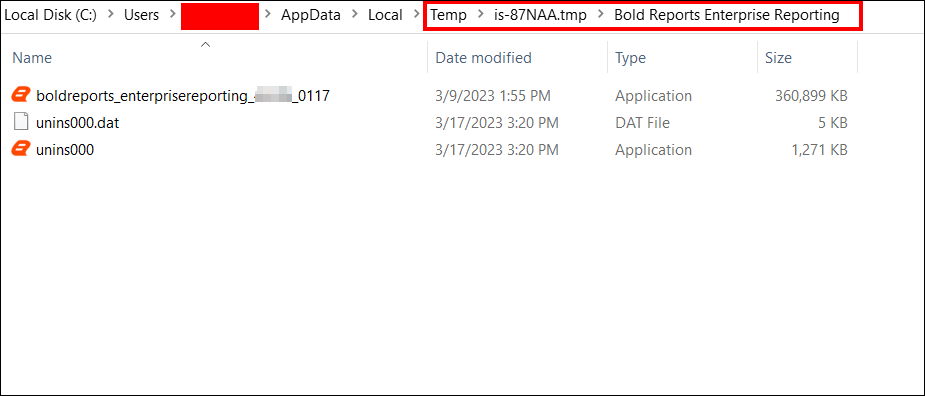 Local Disk (C:) > Users > > AppData > Local > Temp > is-87NAA.tmp > Bold Reports Enterprise Reporting
Name Date modified Type Size
boldreports_enterprisereporting_ _0117 3/9/2023 1:55 PM Application 360,899 KB
unins000.dat 3/17/2023 3:20 PM DAT File 5 KB
unins000 3/17/2023 3:20 PM Application 1,271 KB